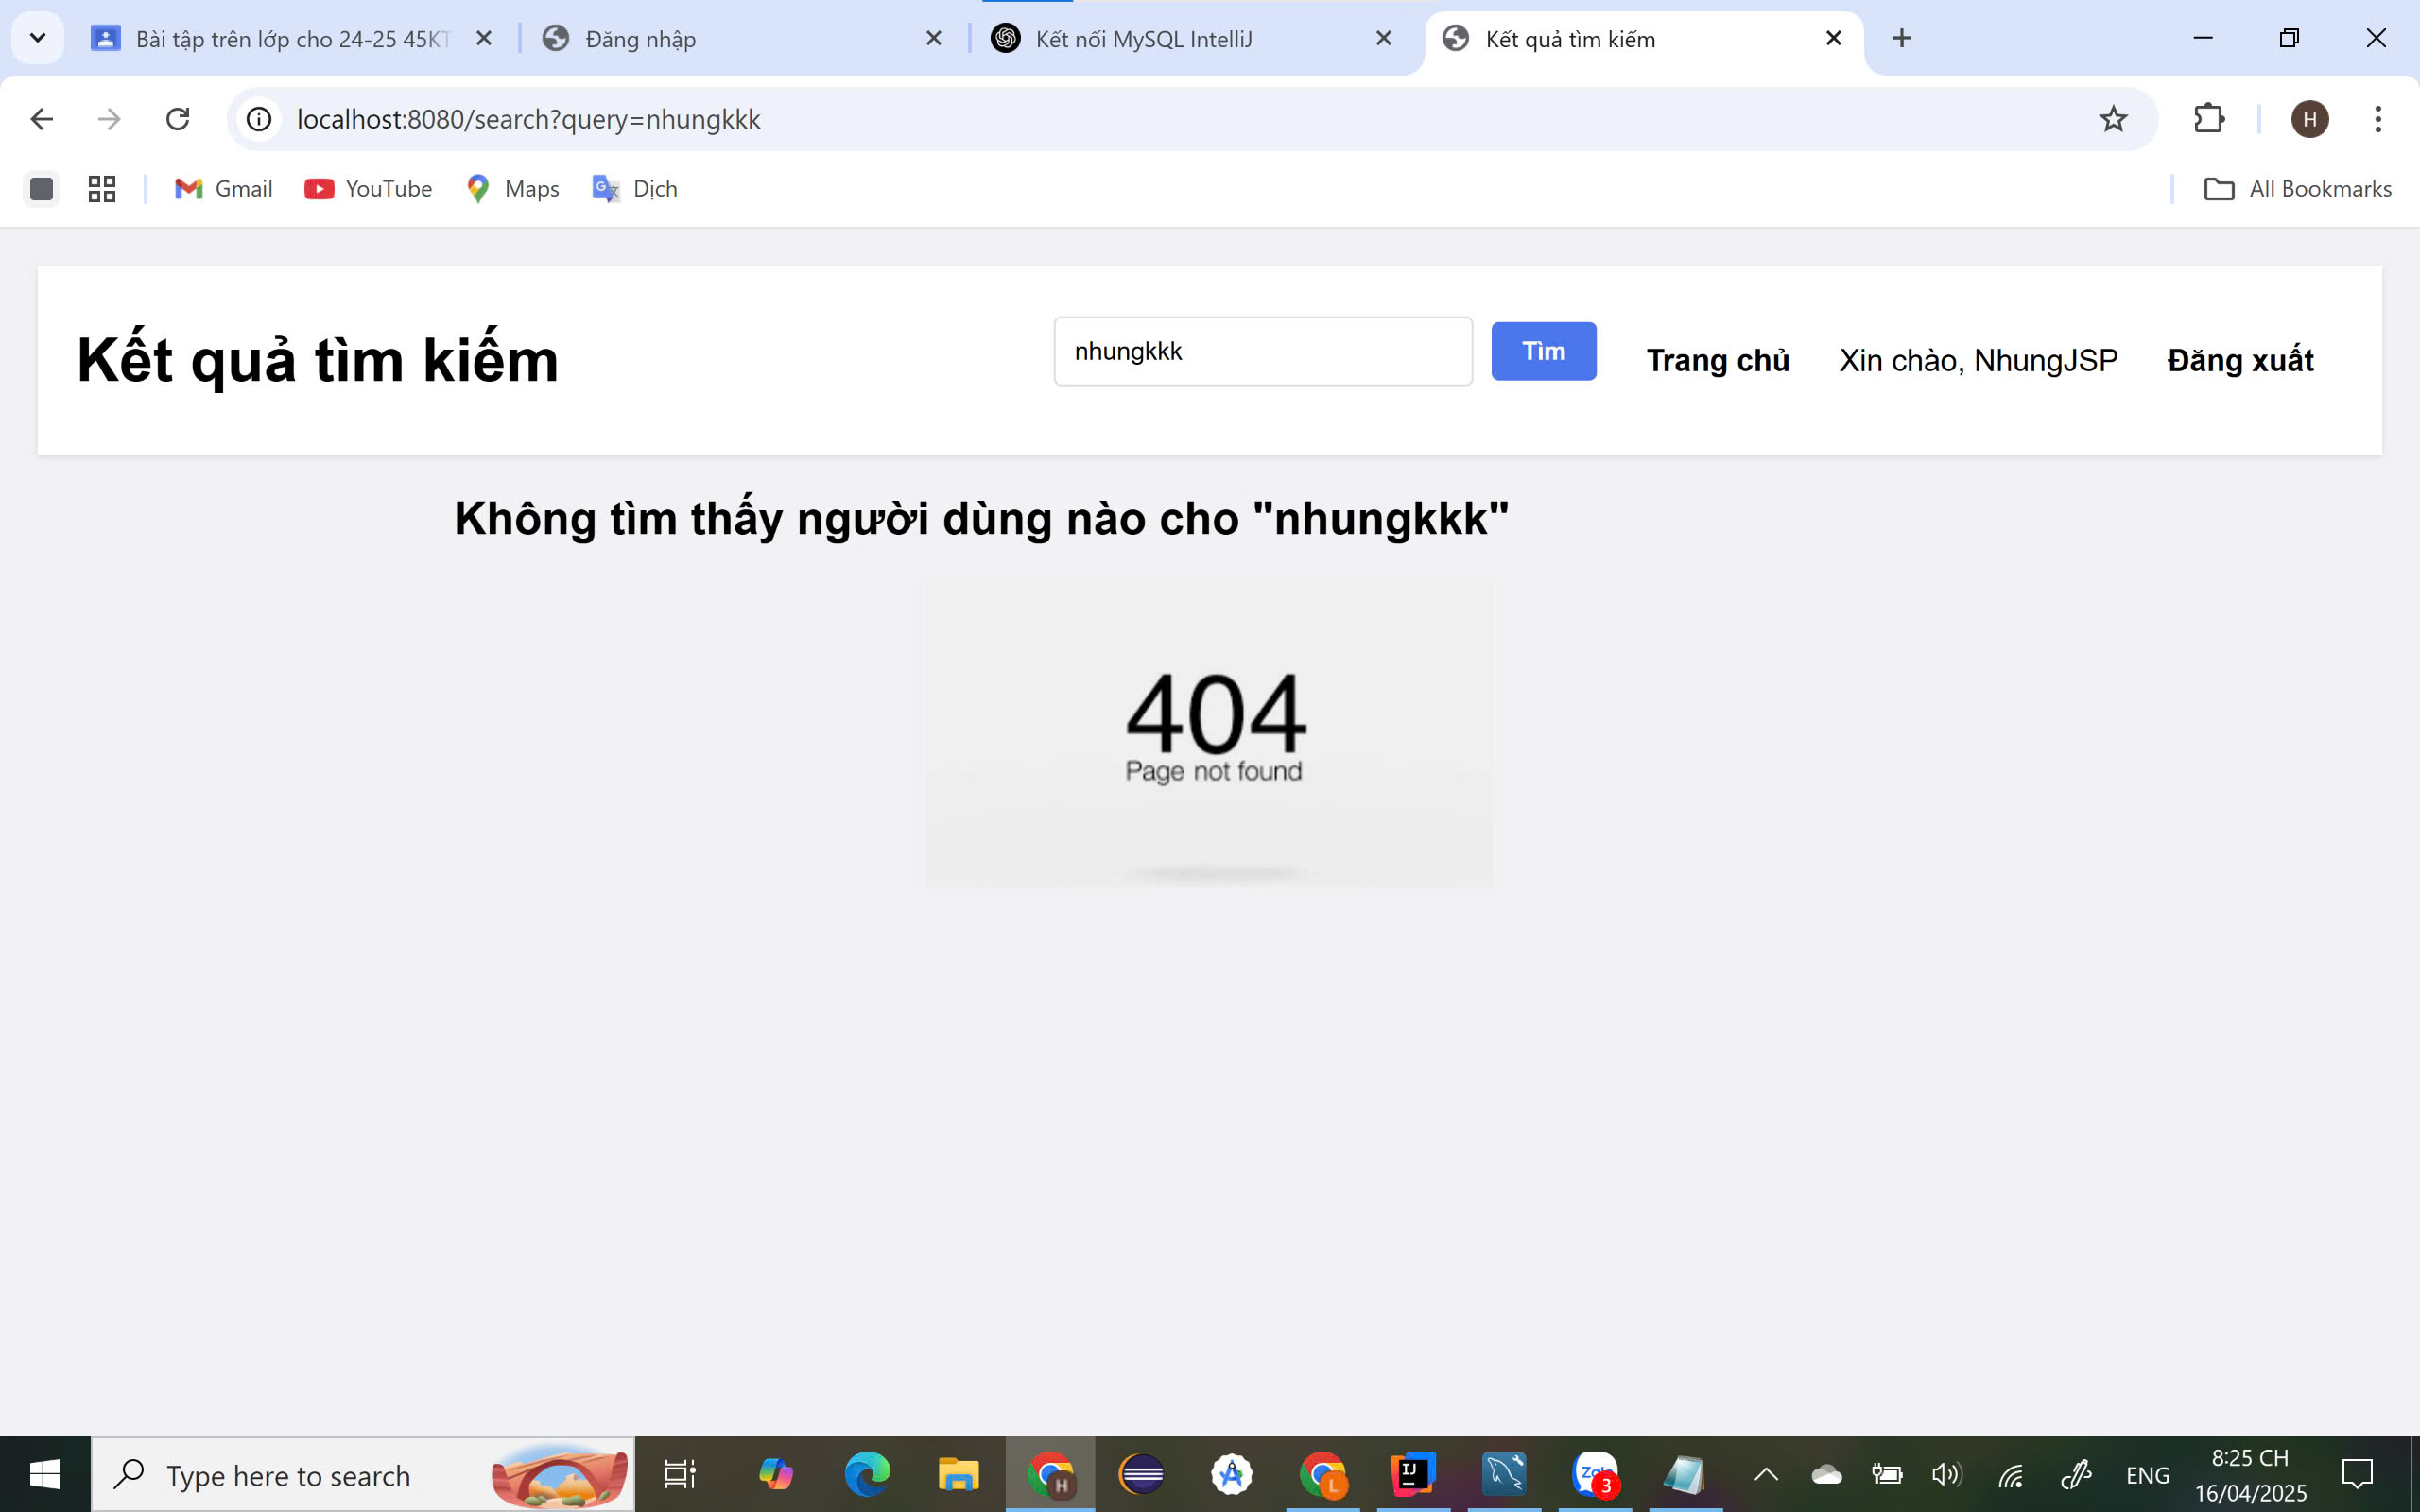 Bài tập trên lớp cho 24-25 45KT
Đăng nhập
Kết nối MySQL IntelliJ
Kết quả tìm kiếm
localhost:8080/search?query=nhungkkk
H
Gmail
YouTube
Maps
Dịch
All Bookmarks
Kết quả tìm kiếm
nhungkkk
Tìm
Trang chủ
Xin chào, NhungJSP
Đăng xuất
Không tìm thấy người dùng nào cho "nhungkkk"
404
Page not found
Type here to search
H
L
IJ
Zalo
3
ENG
8:25 CH
16/04/2025